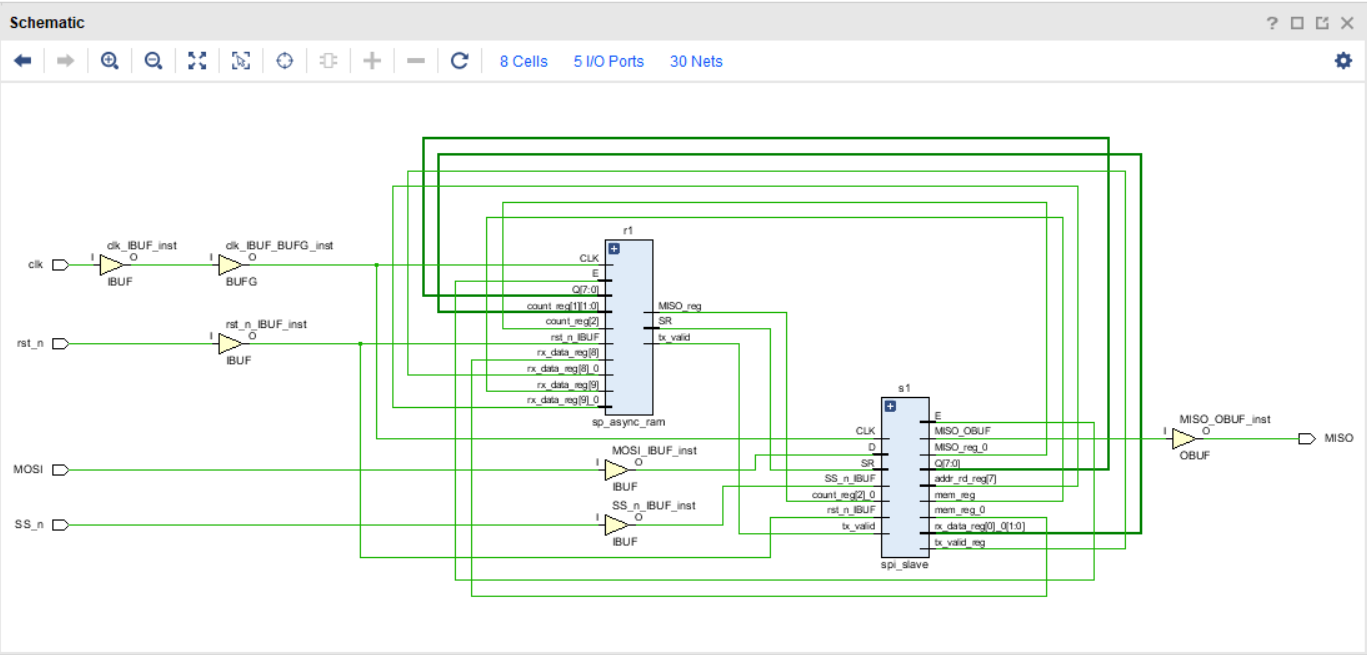 Schematic
8 Cells 5 I/O Ports 30 Nets
clk
I
clk_IBUF_inst
O
IBUF
I
clk_IBUF_BUFG_inst
O
BUFG
rst_n
I
rst_n_IBUF_inst
O
IBUF
r1
CLK
E
Q[7:0]
count_reg[1][1:0]
count_reg[2]
rst_n_IBUF
rx_data_reg[8]
rx_data_reg[8]_0
rx_data_reg[9]
rx_data_reg[9]_0
MISO_reg
SR
tx_valid
sp_async_ram
MOSI
I
MOSI_IBUF_inst
O
IBUF
SS_n
I
SS_n_IBUF_inst
O
IBUF
s1
CLK
D
SR
SS_n_IBUF
count_reg[2]_0
rst_n_IBUF
tx_valid
E
MISO_OBUF
MISO_reg_0
Q[7:0]
addr_rd_reg[7]
mem_reg
mem_reg_0
rx_data_reg[0]_0[1:0]
tx_valid_reg
spi_slave
I
MISO_OBUF_inst
O
OBUF
MISO